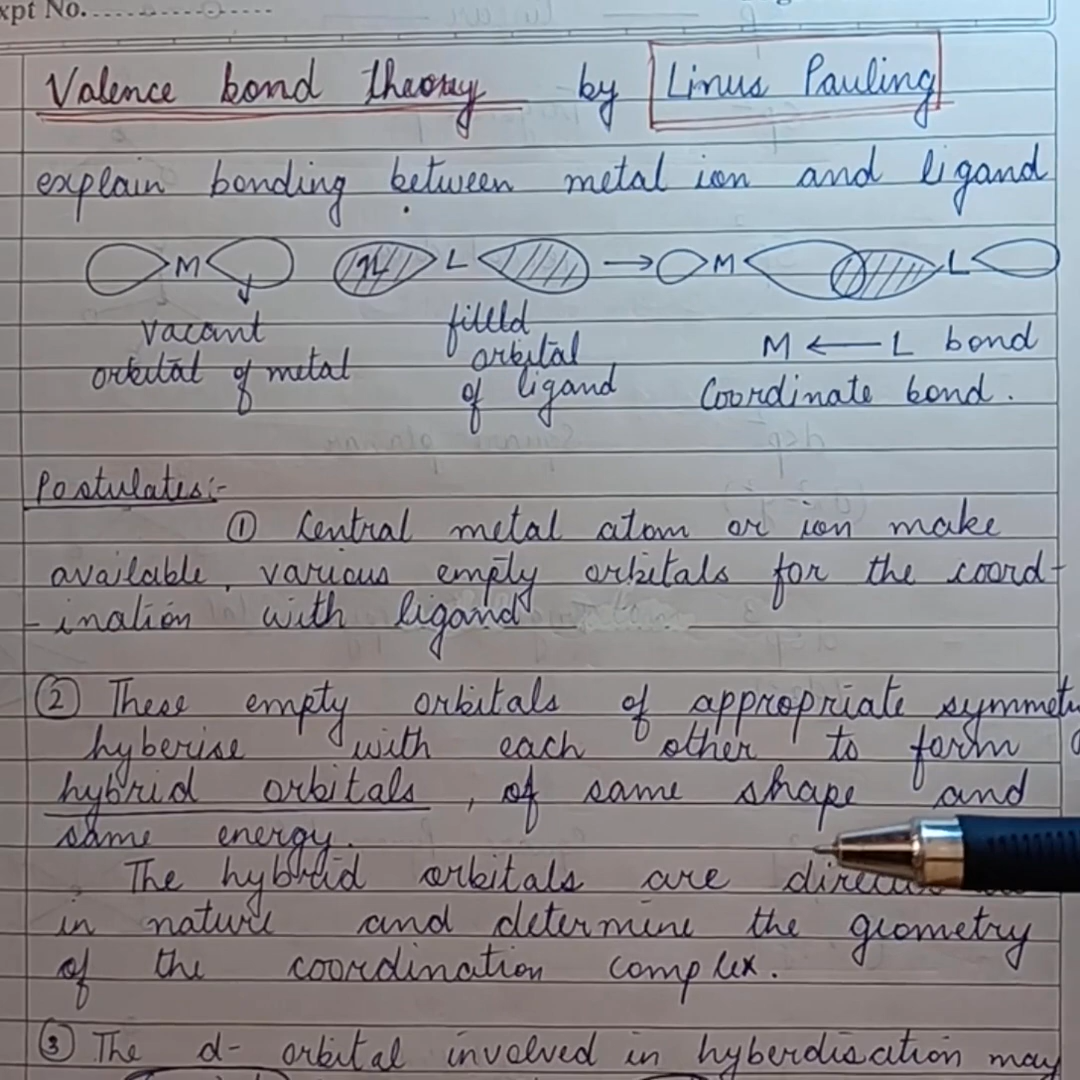 xpt No.
Valence bond theory by Linus Pauling
explain bonding between metal ion and ligand
M L → M L
vacant orbital of metal
filled orbital of ligand
M ← L bond
Coordinate bond.
Postulates:-
① Central metal atom or ion make
available various empty orbitals for the coord-
-ination with ligand
② These empty orbitals of appropriate symmetry
hyberise with each other to form
hybrid orbitals, of same shape and
same energy.
The hybrid orbitals are
in nature and determine the geometry
of the coordination complex.
③ The d- orbital involved in hyberdisation may